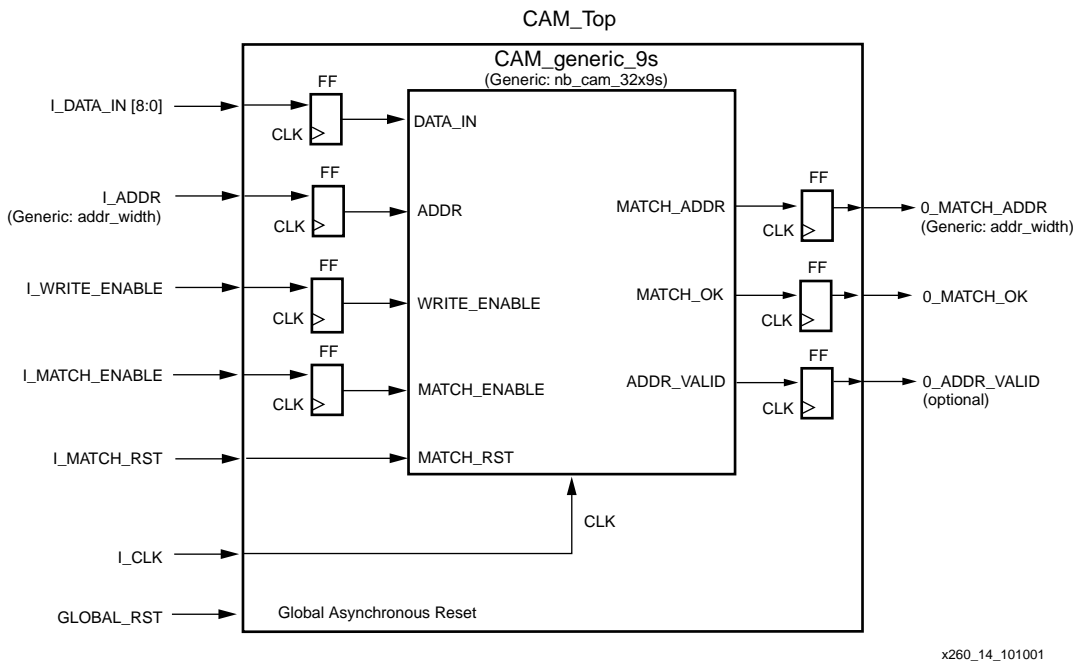 CAM_Top
CAM_generic_9s
(Generic: nb_cam_32x9s)
I_DATA_IN [8:0]
FF
CLK
DATA_IN
I_ADDR
(Generic: addr_width)
FF
CLK
ADDR
MATCH_ADDR
FF
CLK
0_MATCH_ADDR
(Generic: addr_width)
I_WRITE_ENABLE
FF
CLK
WRITE_ENABLE
MATCH_OK
FF
CLK
0_MATCH_OK
I_MATCH_ENABLE
FF
CLK
MATCH_ENABLE
ADDR_VALID
FF
CLK
0_ADDR_VALID
(optional)
I_MATCH_RST
MATCH_RST
CLK
I_CLK
GLOBAL_RST
Global Asynchronous Reset
x260_14_101001